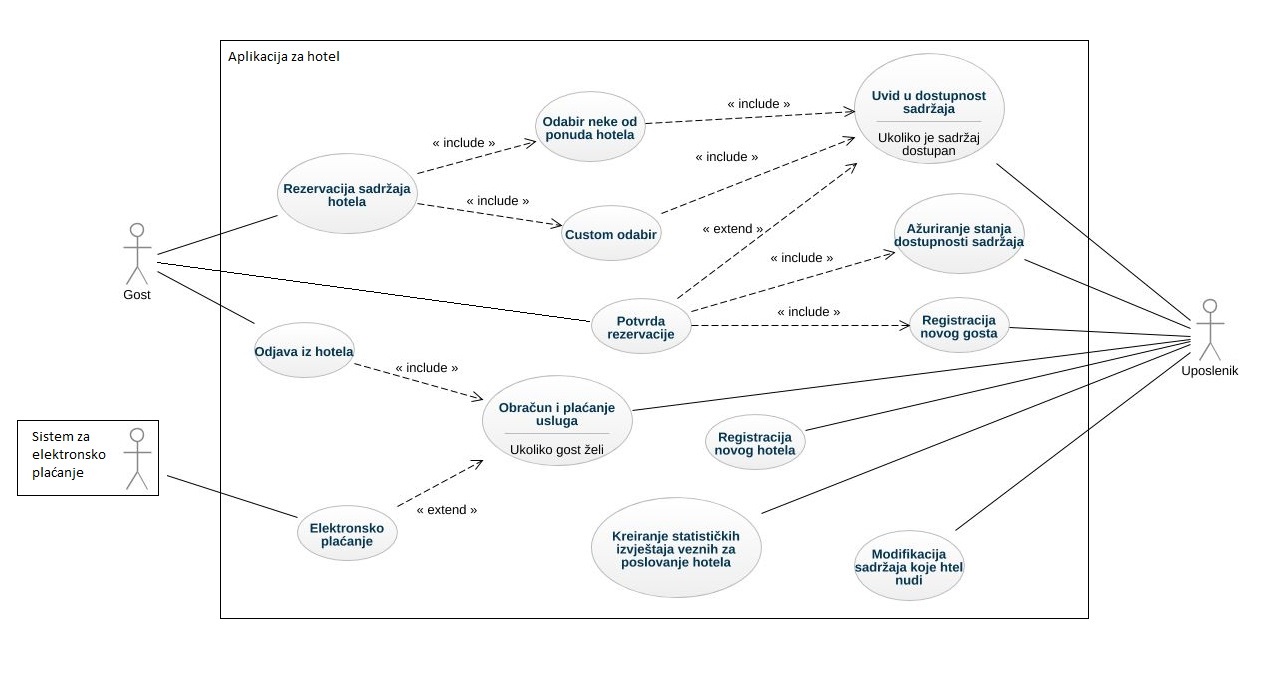 Aplikacija za hotel
Uvid u dostupnost
sadržaja
Ukoliko je sadržaj
dostupan
« include »
Odabir neke od
ponuda hotela
« include »
« include »
Rezervacija sadržaja
hotela
« include »
Custom odabir
« extend »
Ažuriranje stanja
dostupnosti sadržaja
« include »
Gost
« include »
Potvrda
rezervacije
Registracija
novog gosta
Odjava iz hotela
« include »
Uposlenik
Obračun i plaćanje
usluga
Ukoliko gost želi
Registracija
novog hotela
Sistem za
elektronsko
plaćanje
« extend »
Elektronsko
plaćanje
Kreiranje statističkih
izvještaja veznih za
poslovanje hotela
Modifikacija
sadržaja koje htel
nudi